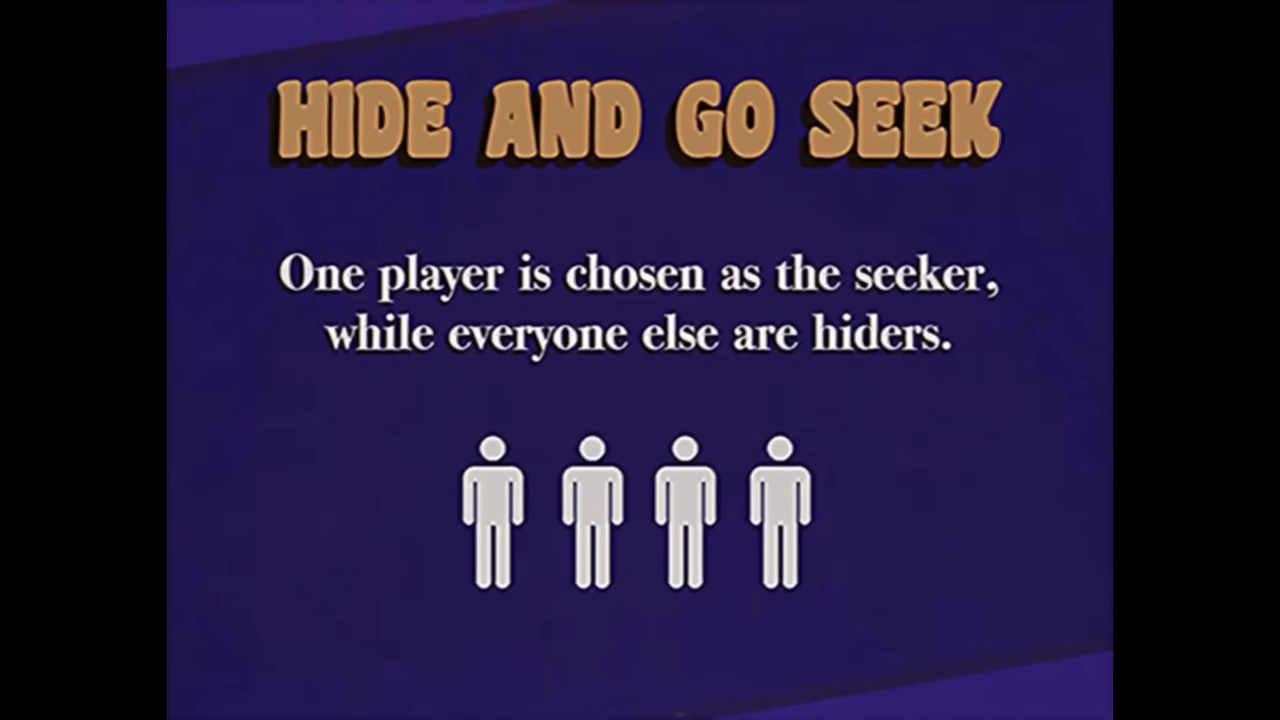 HIDE AND GO SEEK
One player is chosen as the seeker,
while everyone else are hiders.